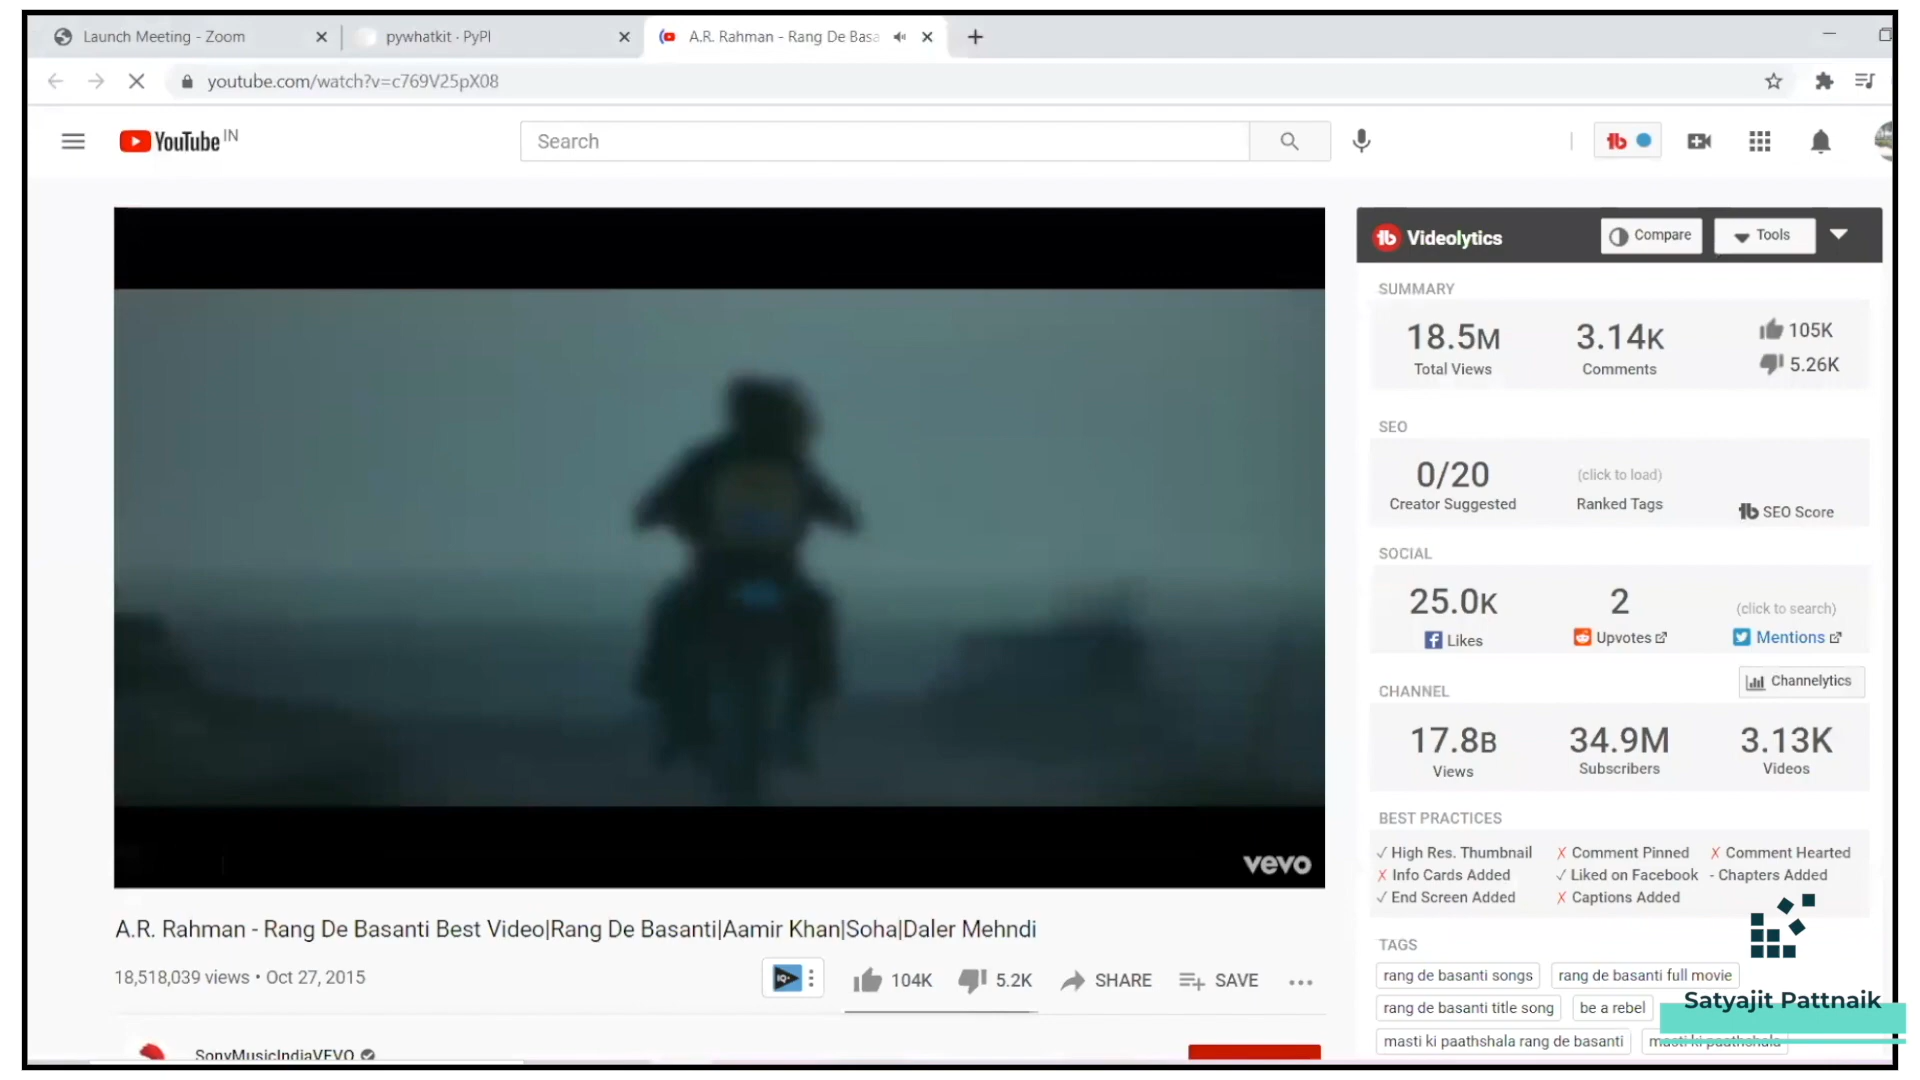 Launch Meeting - Zoom
pywhatkit · PyPI
A.R. Rahman - Rang De Basa
youtube.com/watch?v=c769V25pX08
YouTube IN
Search
vevo
A.R. Rahman - Rang De Basanti Best Video|Rang De Basanti|Aamir Khan|Soha|Daler Mehndi
18,518,039 views • Oct 27, 2015
104K
5.2K
SHARE
SAVE
SonyMusicIndiaVEVO
Videolytics
Compare
Tools
SUMMARY
18.5M 3.14K 105K
Total Views Comments 5.26K
SEO
0/20 (click to load)
Creator Suggested Ranked Tags SEO Score
SOCIAL
25.0K 2 (click to search)
Likes Upvotes Mentions
CHANNEL Channelytics
17.8B 34.9M 3.13K
Views Subscribers Videos
BEST PRACTICES
✓ High Res. Thumbnail ✗ Comment Pinned ✗ Comment Hearted
✗ Info Cards Added ✓ Liked on Facebook - Chapters Added
✓ End Screen Added ✗ Captions Added
TAGS
rang de basanti songs rang de basanti full movie
rang de basanti title song be a rebel
masti ki paathshala rang de basanti masti ki paathshala
Satyajit Pattnaik